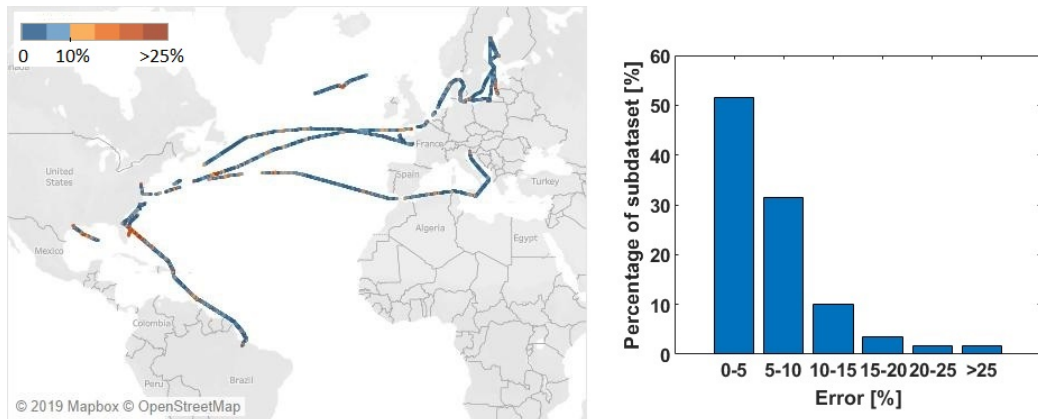 0 10% >25%
United
States
Mexico
Colombia
Peru
Brazil
France
Spain
Algeria
Egypt
Turkey
© 2019 Mapbox © OpenStreetMap
Percentage of subdataset [%]
60
50
40
30
20
10
0
0-5 5-10 10-15 15-20 20-25 >25
Error [%]